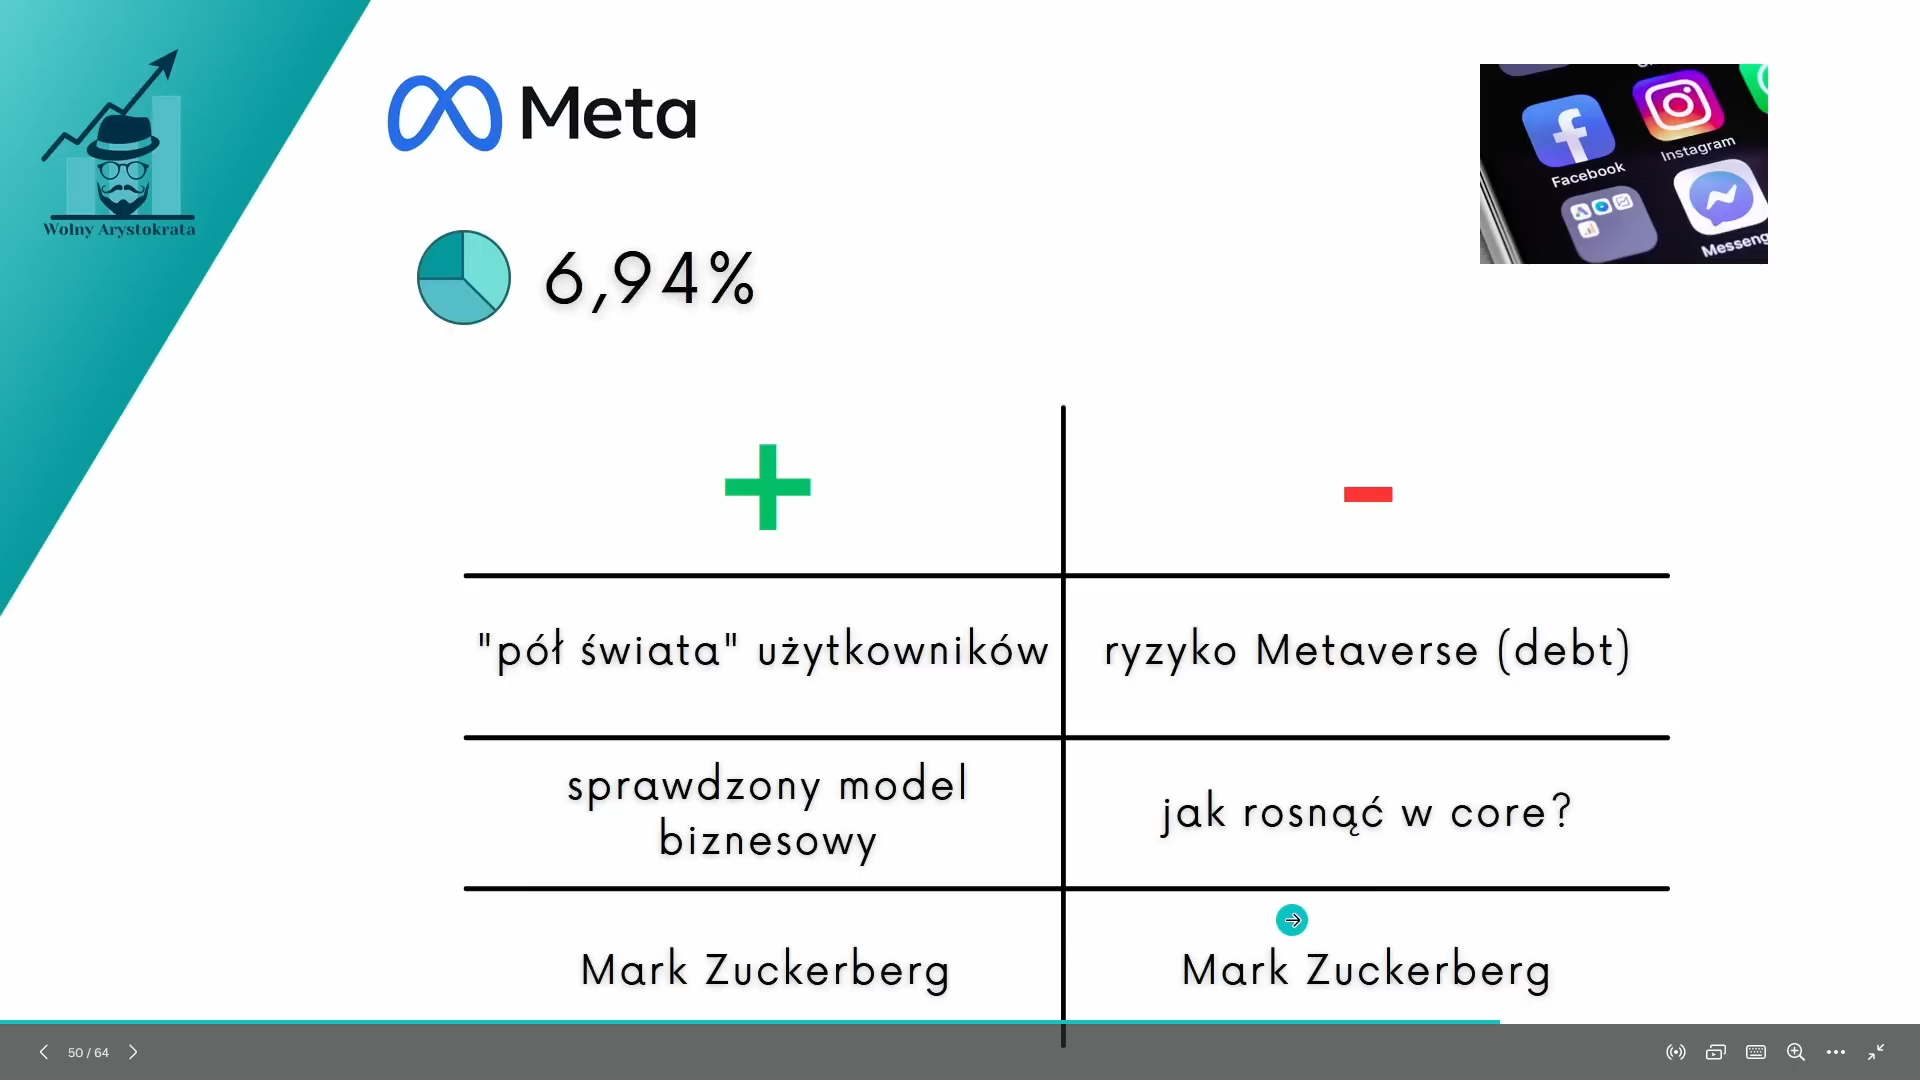 Wolny Arystokrata
Meta
Facebook
Instagram
6,94%
+
-
"pół świata" użytkowników
ryzyko Metaverse (debt)
sprawdzony model
biznesowy
jak rosnąć w core?
Mark Zuckerberg
Mark Zuckerberg
50 / 64